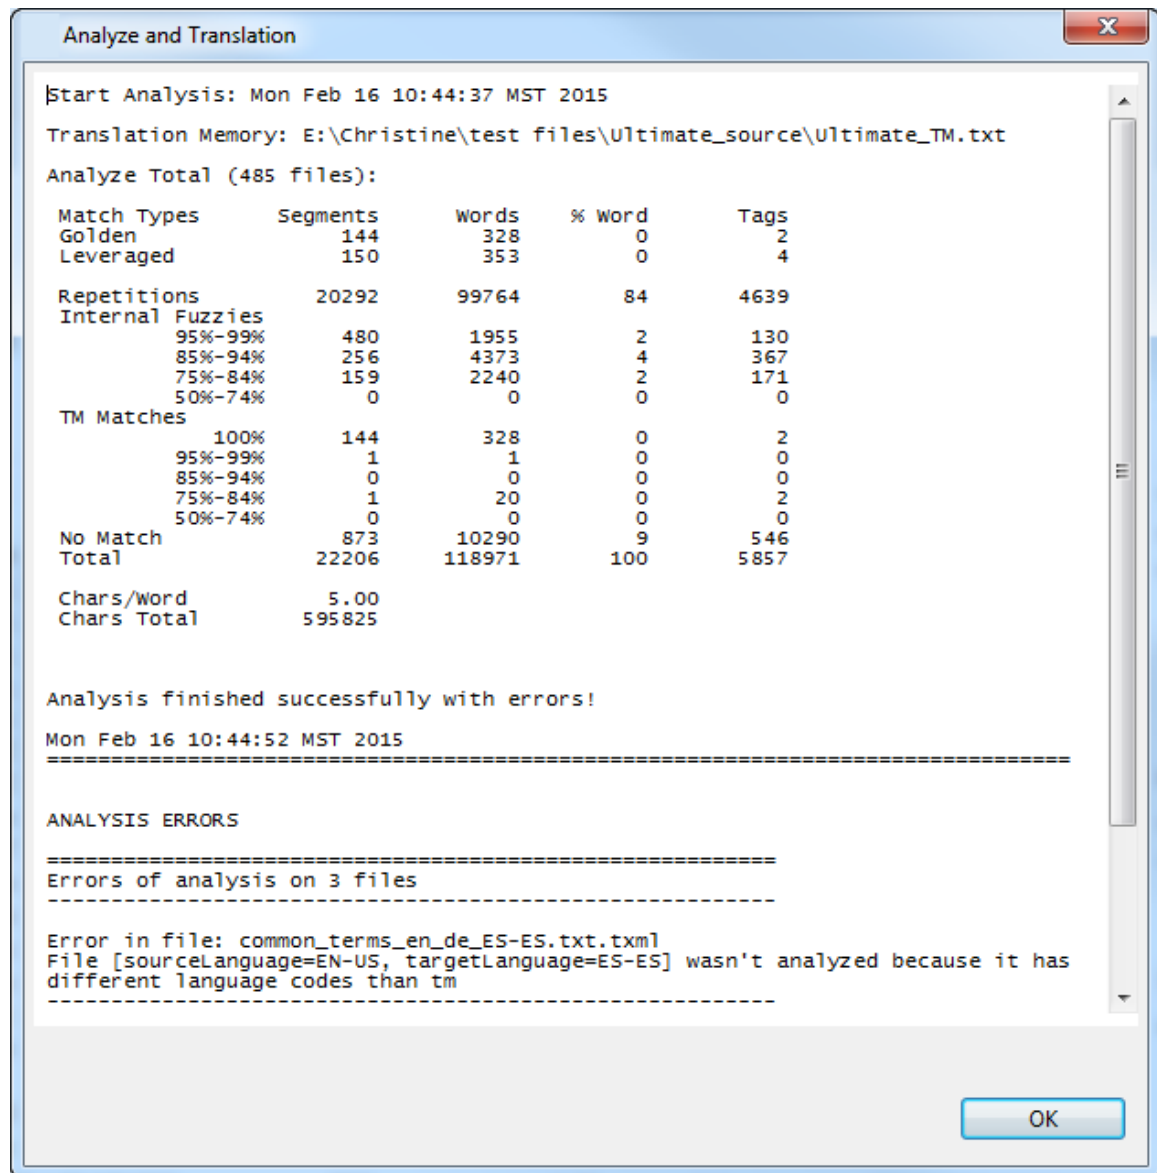 Analyze and Translation
Start Analysis: Mon Feb 16 10:44:37 MST 2015
Translation Memory: E:\Christine\test files\Ultimate_source\Ultimate_TM.txt
Analyze Total (485 files):
Match Types Segments Words % Word Tags
Golden 144 328 0 2
Leveraged 150 353 0 4
Repetitions 20292 99764 84 4639
Internal Fuzzies
95%-99% 480 1955 2 130
85%-94% 256 4373 4 367
75%-84% 159 2240 2 171
50%-74% 0 0 0 0
TM Matches
100% 144 328 0 2
95%-99% 1 1 0 0
85%-94% 0 0 0 0
75%-84% 1 20 0 2
50%-74% 0 0 0 0
No Match 873 10290 9 546
Total 22206 118971 100 5857
Chars/Word 5.00
Chars Total 595825
Analysis finished successfully with errors!
Mon Feb 16 10:44:52 MST 2015
================================================================================
ANALYSIS ERRORS
=========================================================
Errors of analysis on 3 files
---------------------------------------------------------
Error in file: common_terms_en_de_ES-ES.txt.txml
File [sourceLanguage=EN-US, targetLanguage=ES-ES] wasn't analyzed because it has
different language codes than tm
---------------------------------------------------------
OK